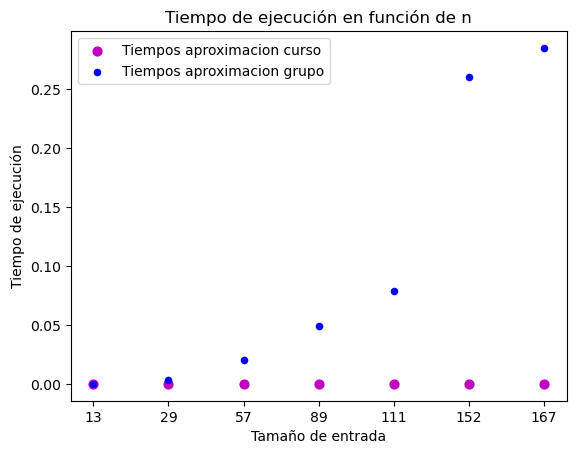 Tiempo de ejecución en función de n
Tiempos aproximacion curso
Tiempos aproximacion grupo
Tiempo de ejecución
0.25
0.20
0.15
0.10
0.05
0.00
13 29 57 89 111 152 167
Tamaño de entrada